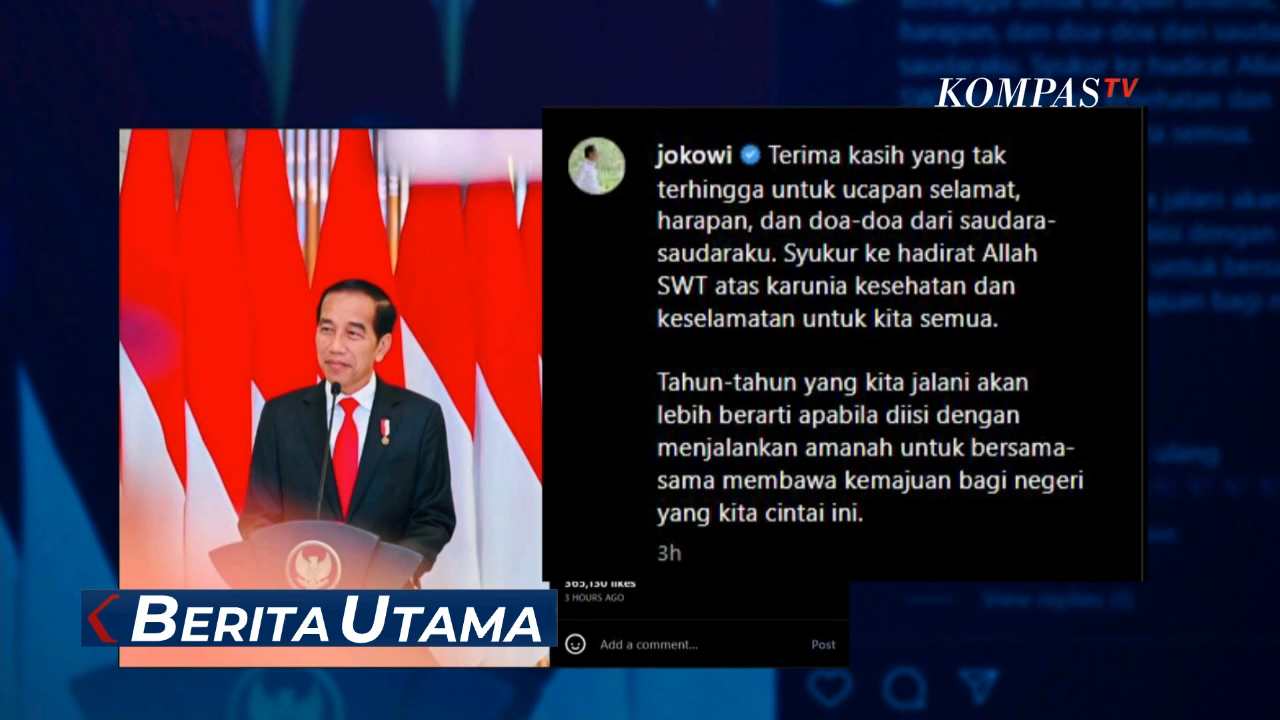 KOMPASTV
jokowi Terima kasih yang tak
terhingga untuk ucapan selamat,
harapan, dan doa-doa dari saudara-
saudaraku. Syukur ke hadirat Allah
SWT atas karunia kesehatan dan
keselamatan untuk kita semua.
Tahun-tahun yang kita jalani akan
lebih berarti apabila diisi dengan
menjalankan amanah untuk bersama-
sama membawa kemajuan bagi negeri
yang kita cintai ini.
3h
365,130 likes
3 HOURS AGO
Add a comment... Post
BERITA UTAMA